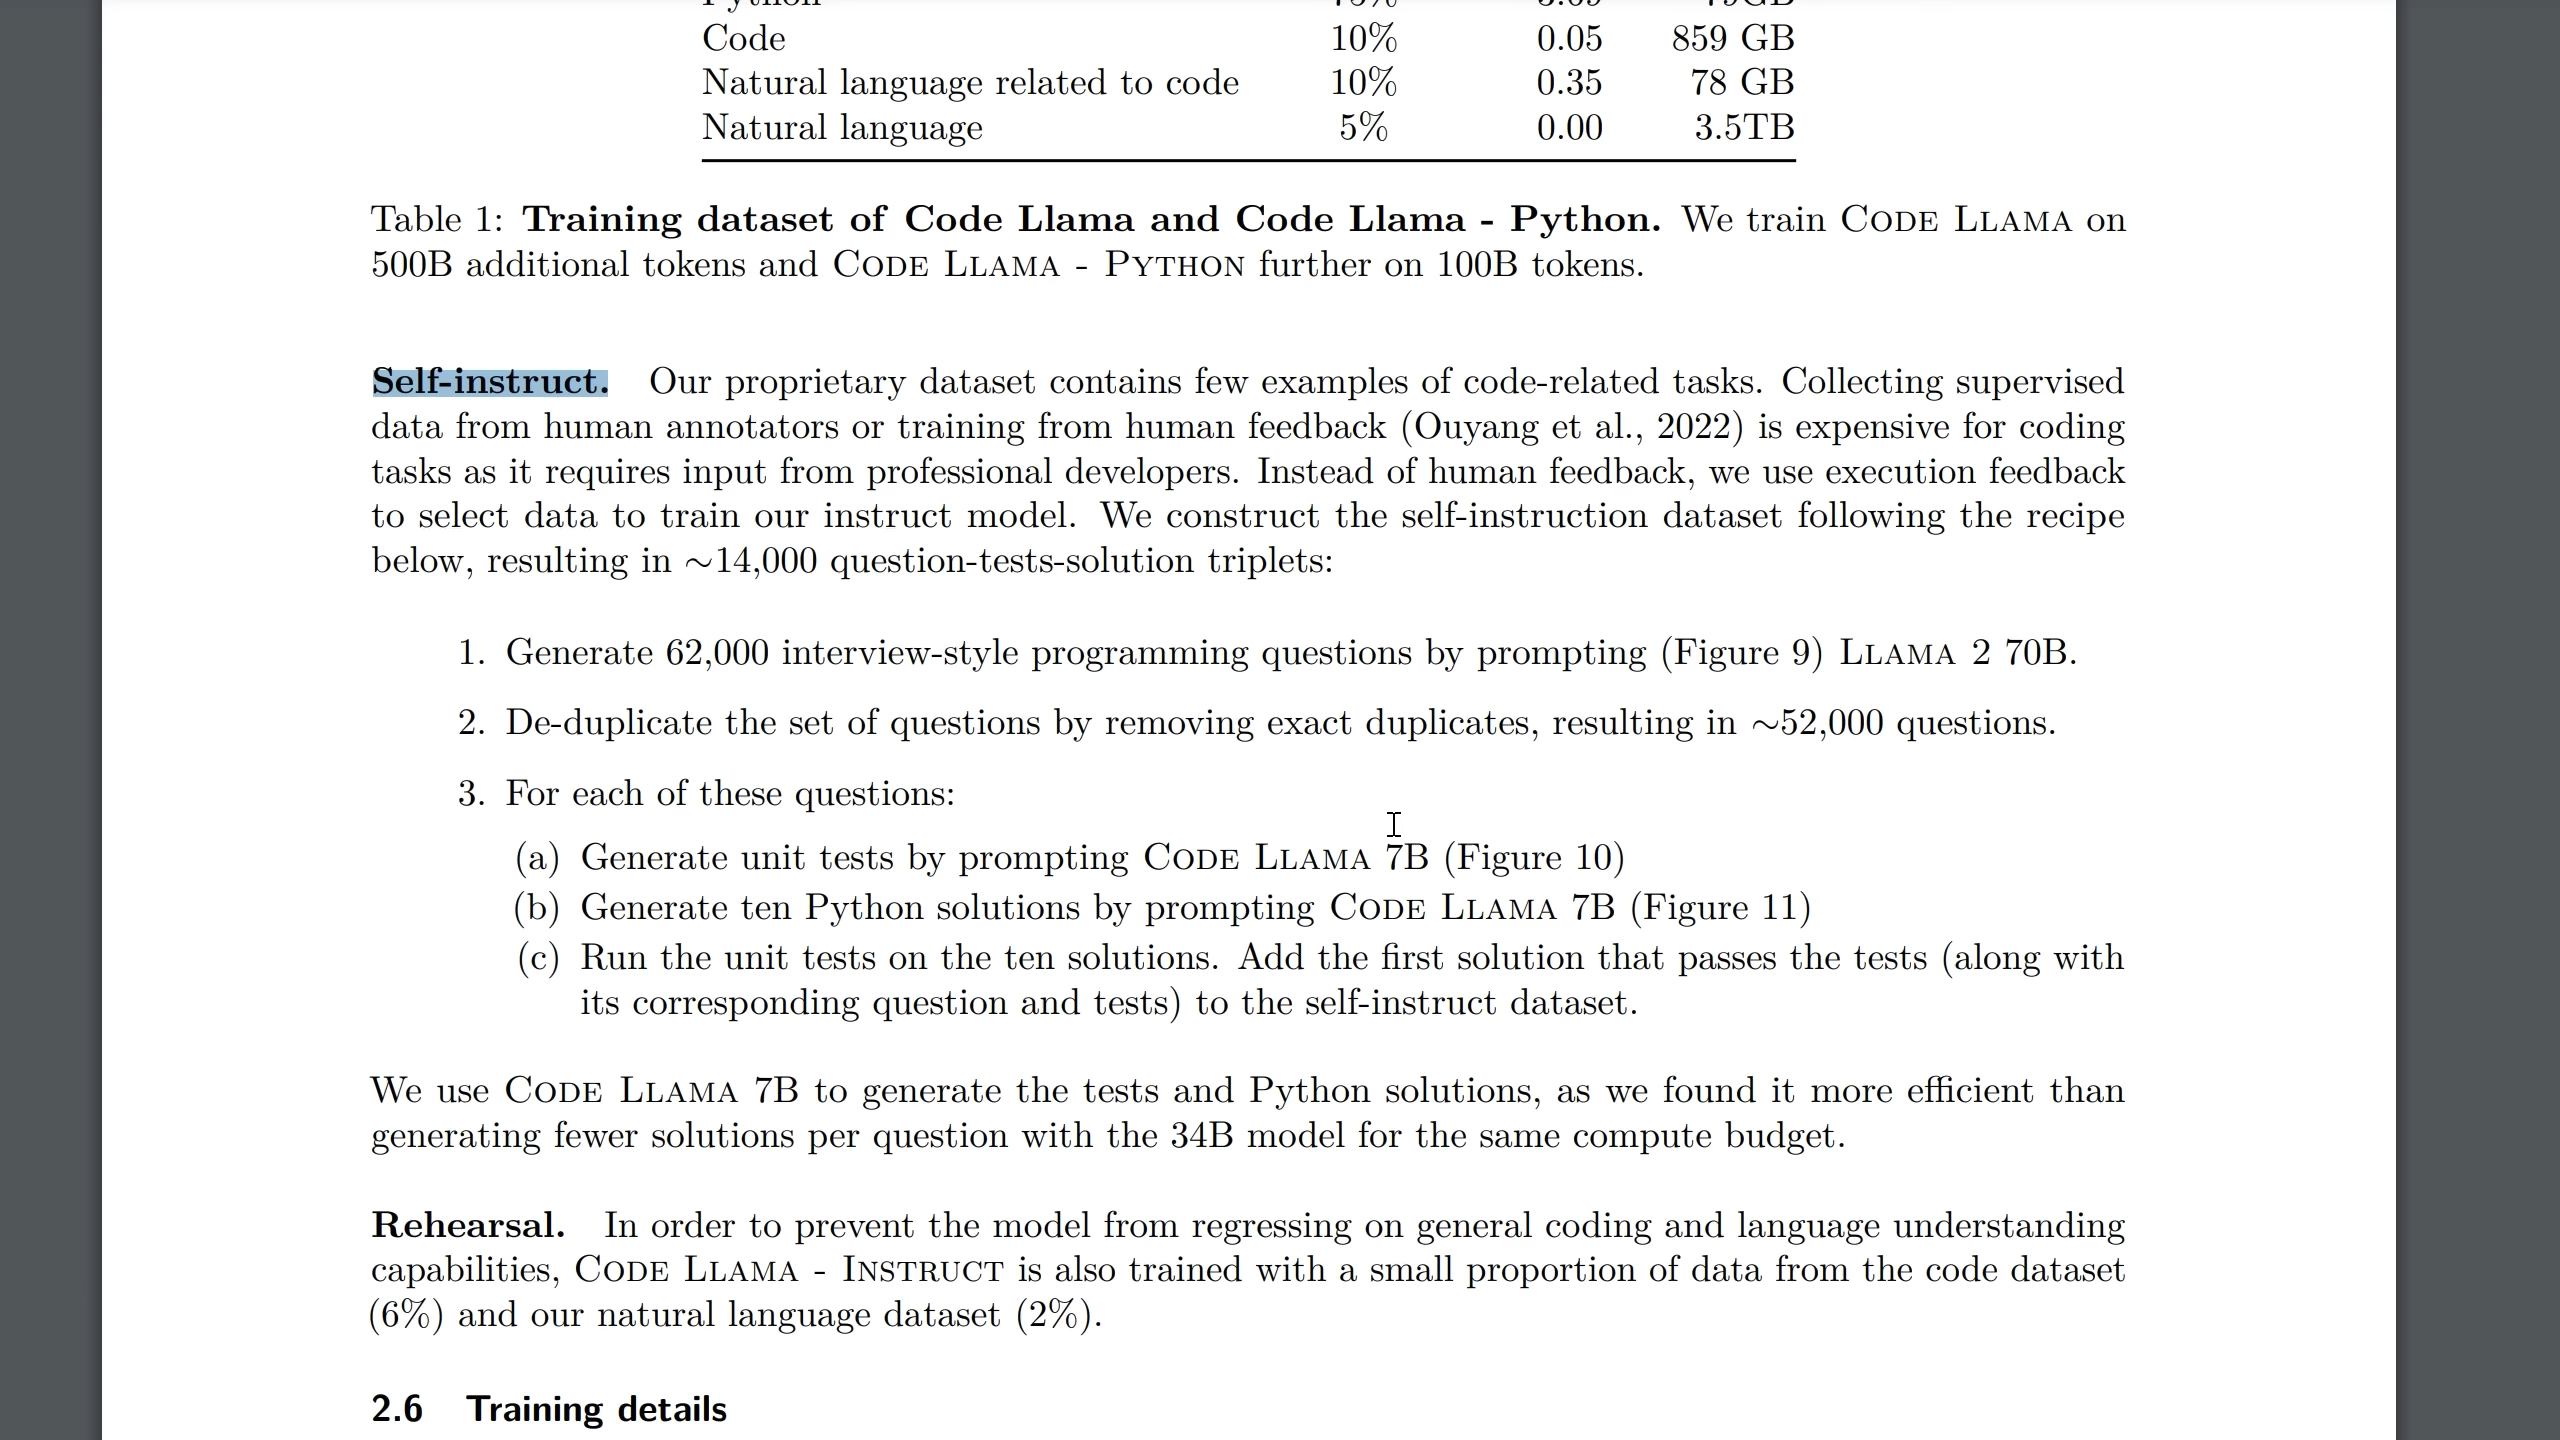 Code 10% 0.05 859 GB
Natural language related to code 10% 0.35 78 GB
Natural language 5% 0.00 3.5TB
Table 1: Training dataset of Code Llama and Code Llama - Python. We train Code Llama on
500B additional tokens and Code Llama - Python further on 100B tokens.
Self-instruct. Our proprietary dataset contains few examples of code-related tasks. Collecting supervised
data from human annotators or training from human feedback (Ouyang et al., 2022) is expensive for coding
tasks as it requires input from professional developers. Instead of human feedback, we use execution feedback
to select data to train our instruct model. We construct the self-instruction dataset following the recipe
below, resulting in ∼14,000 question-tests-solution triplets:
1. Generate 62,000 interview-style programming questions by prompting (Figure 9) Llama 2 70B.
2. De-duplicate the set of questions by removing exact duplicates, resulting in ∼52,000 questions.
3. For each of these questions:
(a) Generate unit tests by prompting Code Llama 7B (Figure 10)
(b) Generate ten Python solutions by prompting Code Llama 7B (Figure 11)
(c) Run the unit tests on the ten solutions. Add the first solution that passes the tests (along with
its corresponding question and tests) to the self-instruct dataset.
We use Code Llama 7B to generate the tests and Python solutions, as we found it more efficient than
generating fewer solutions per question with the 34B model for the same compute budget.
Rehearsal. In order to prevent the model from regressing on general coding and language understanding
capabilities, Code Llama - Instruct is also trained with a small proportion of data from the code dataset
(6%) and our natural language dataset (2%).
2.6 Training details